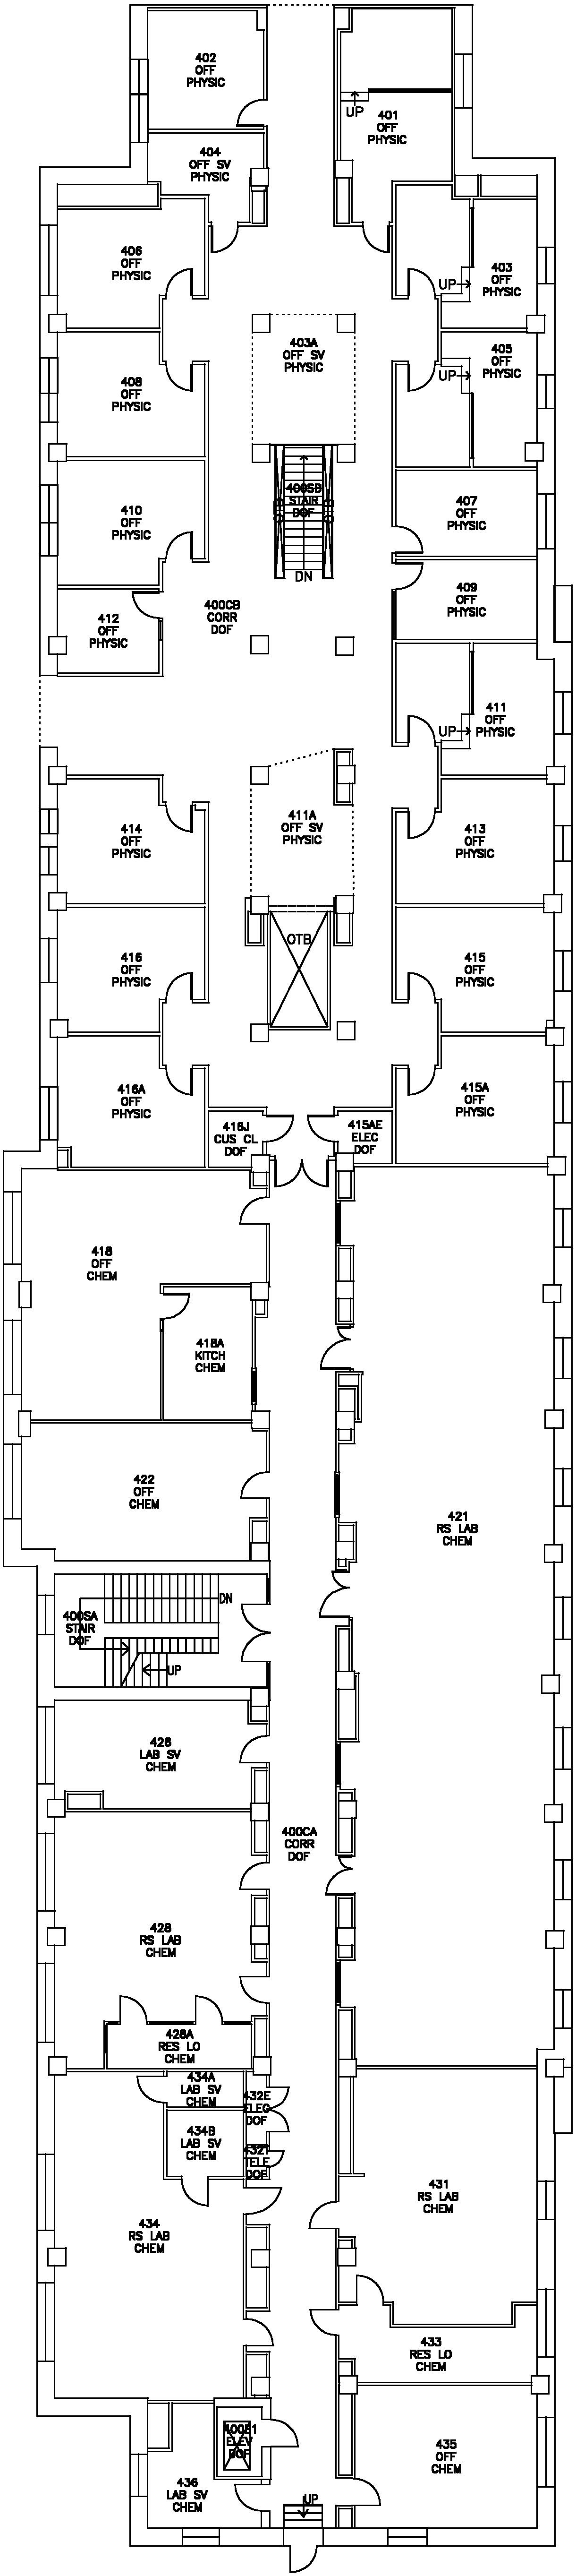 402
OFF
PHYSIC
UP
401
OFF
PHYSIC
404
OFF SV
PHYSIC
406
OFF
PHYSIC
403
OFF
PHYSIC
UP
403A
OFF SV
PHYSIC
405
OFF
PHYSIC
UP
408
OFF
PHYSIC
400SB
STAIR
DOF
DN
410
OFF
PHYSIC
407
OFF
PHYSIC
409
OFF
PHYSIC
400CB
CORR
DOF
412
OFF
PHYSIC
411
OFF
PHYSIC
UP
411A
OFF SV
PHYSIC
414
OFF
PHYSIC
413
OFF
PHYSIC
OTB
416
OFF
PHYSIC
415
OFF
PHYSIC
416A
OFF
PHYSIC
415A
OFF
PHYSIC
416J
CUS CL
DOF
415AE
ELEC
DOF
418
OFF
CHEM
418A
KITCH
CHEM
422
OFF
CHEM
421
RS LAB
CHEM
DN
400SA
STAIR
DOF
UP
426
LAB SV
CHEM
400CA
CORR
DOF
428
RS LAB
CHEM
428A
RES LO
CHEM
434A
LAB SV
CHEM
432E
ELEC
DOF
434B
LAB SV
CHEM
432T
TELE
DOF
431
RS LAB
CHEM
434
RS LAB
CHEM
433
RES LO
CHEM
400E1
ELEV
DOF
435
OFF
CHEM
436
LAB SV
CHEM
UP